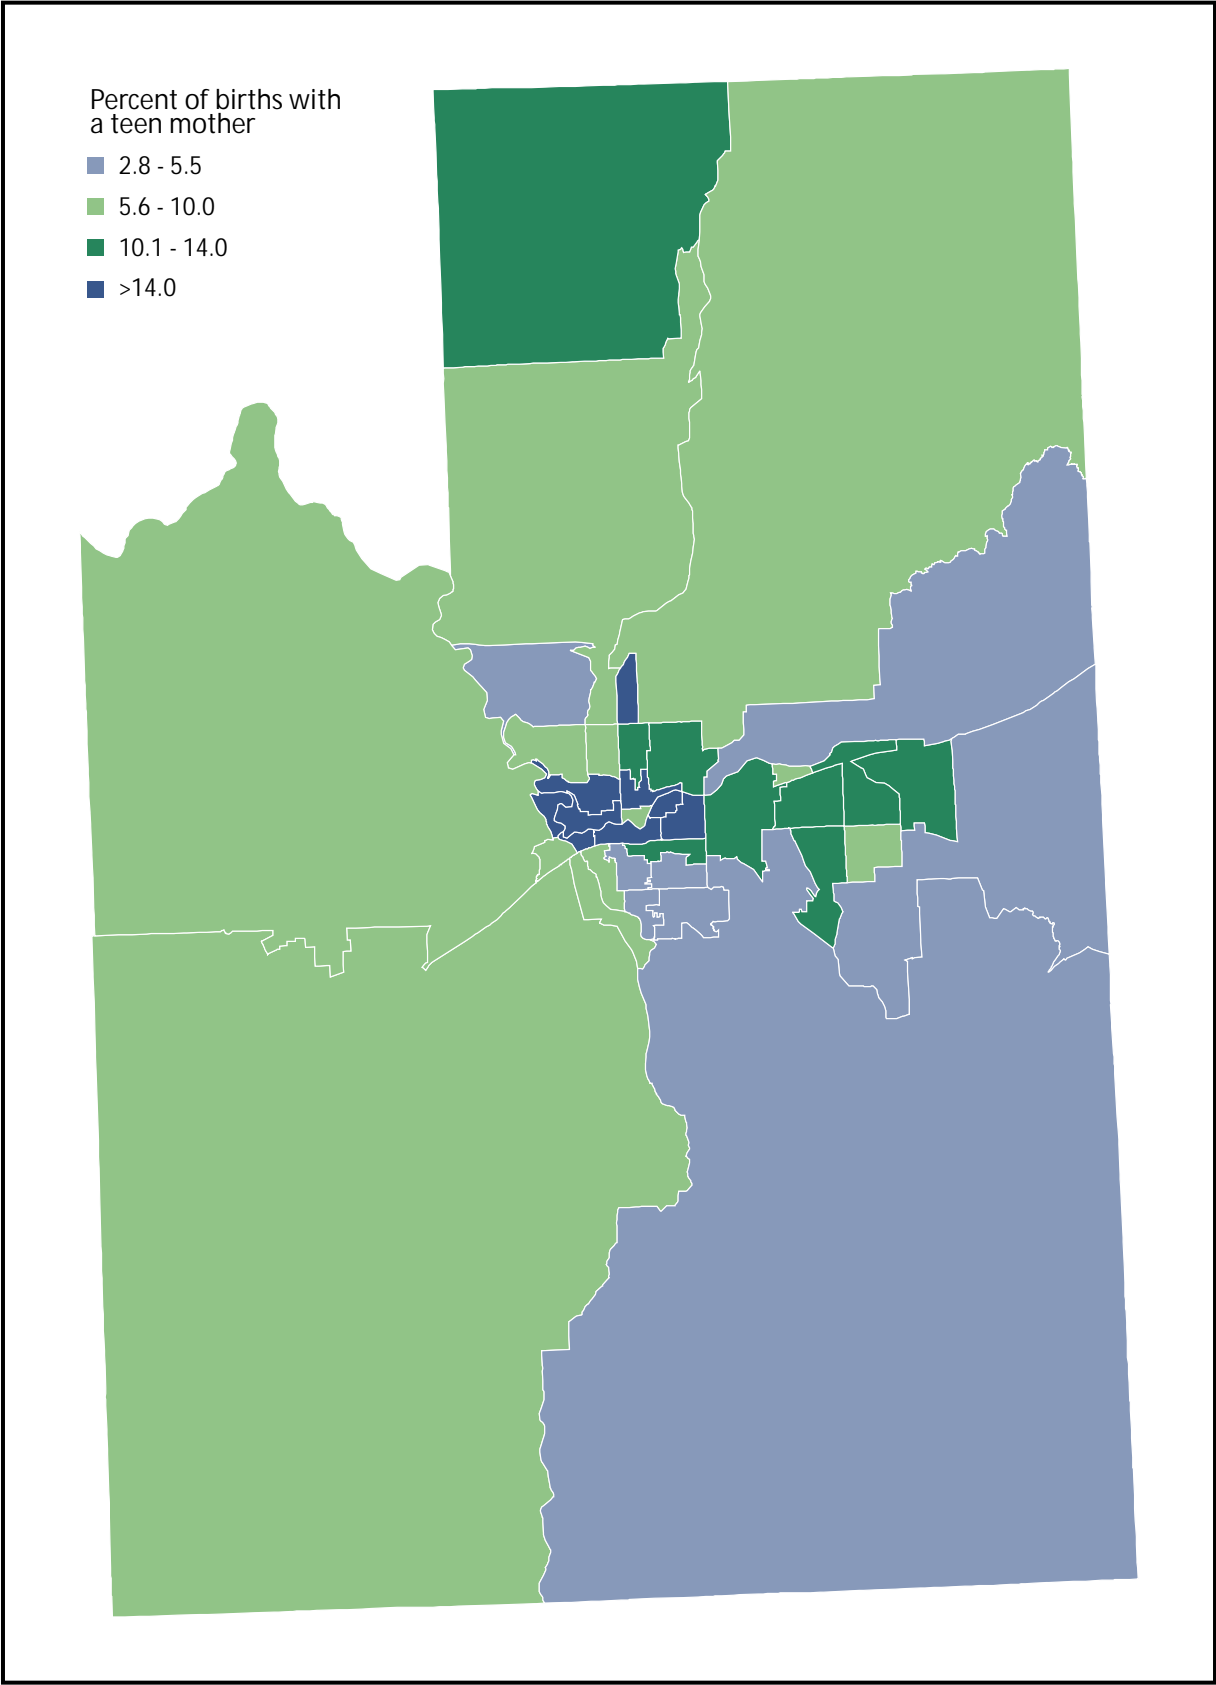 Percent of births with
a teen mother
2.8 - 5.5
5.6 - 10.0
10.1 - 14.0
>14.0